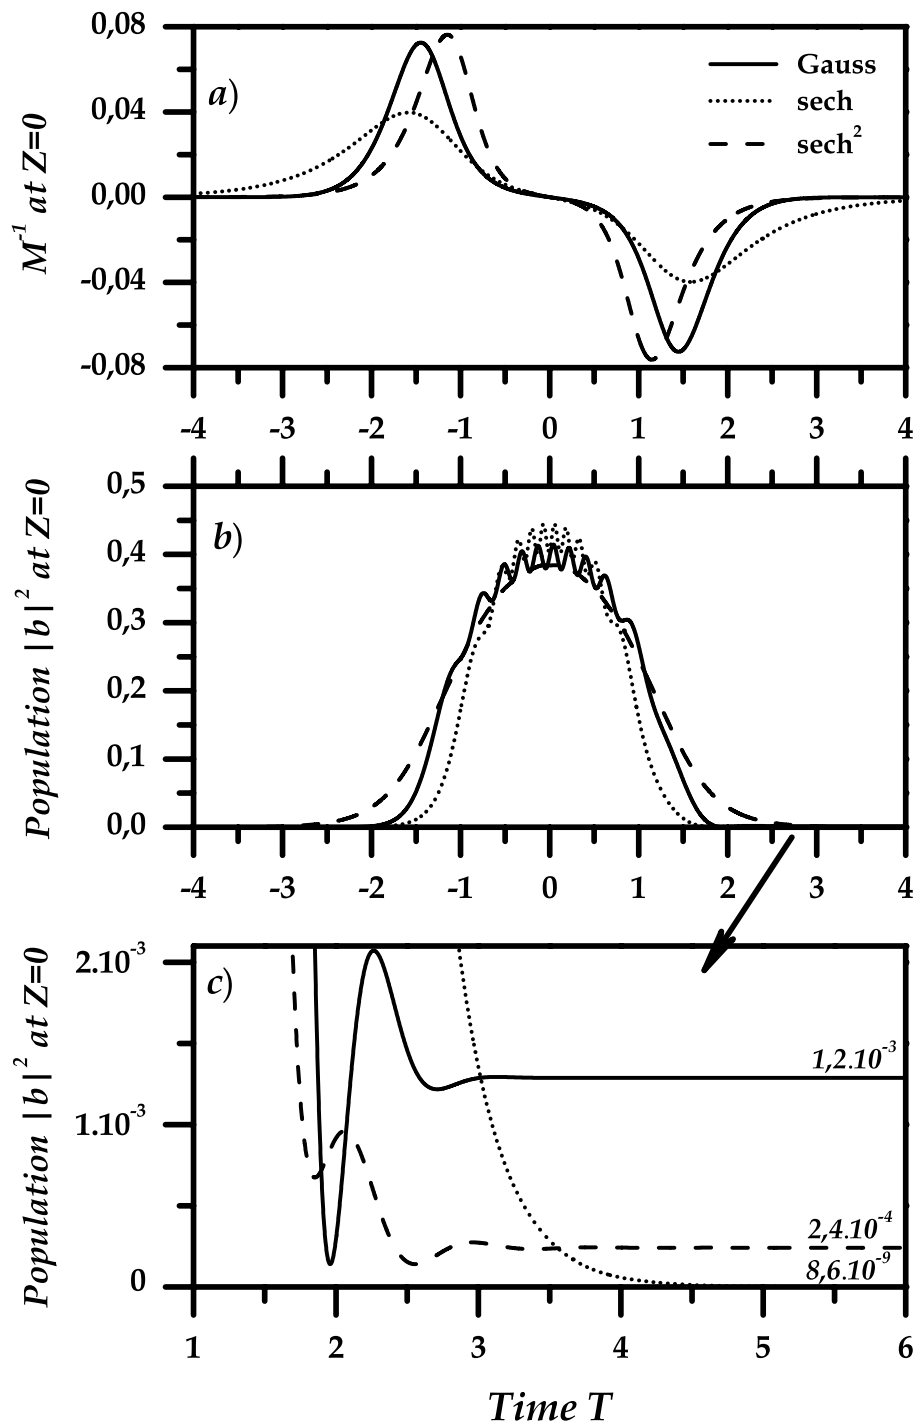 0,08
0,04
0,00
-0,04
-0,08
M⁻¹ at Z=0
a)
Gauss
sech
sech²
-4 -3 -2 -1 0 1 2 3 4
0,5
0,4
0,3
0,2
0,1
0,0
Population |b|² at Z=0
b)
-4 -3 -2 -1 0 1 2 3 4
2.10⁻³
1.10⁻³
0
Population |b|² at Z=0
c)
1,2.10⁻³
2,4.10⁻⁴
8,6.10⁻⁹
1 2 3 4 5 6
Time T